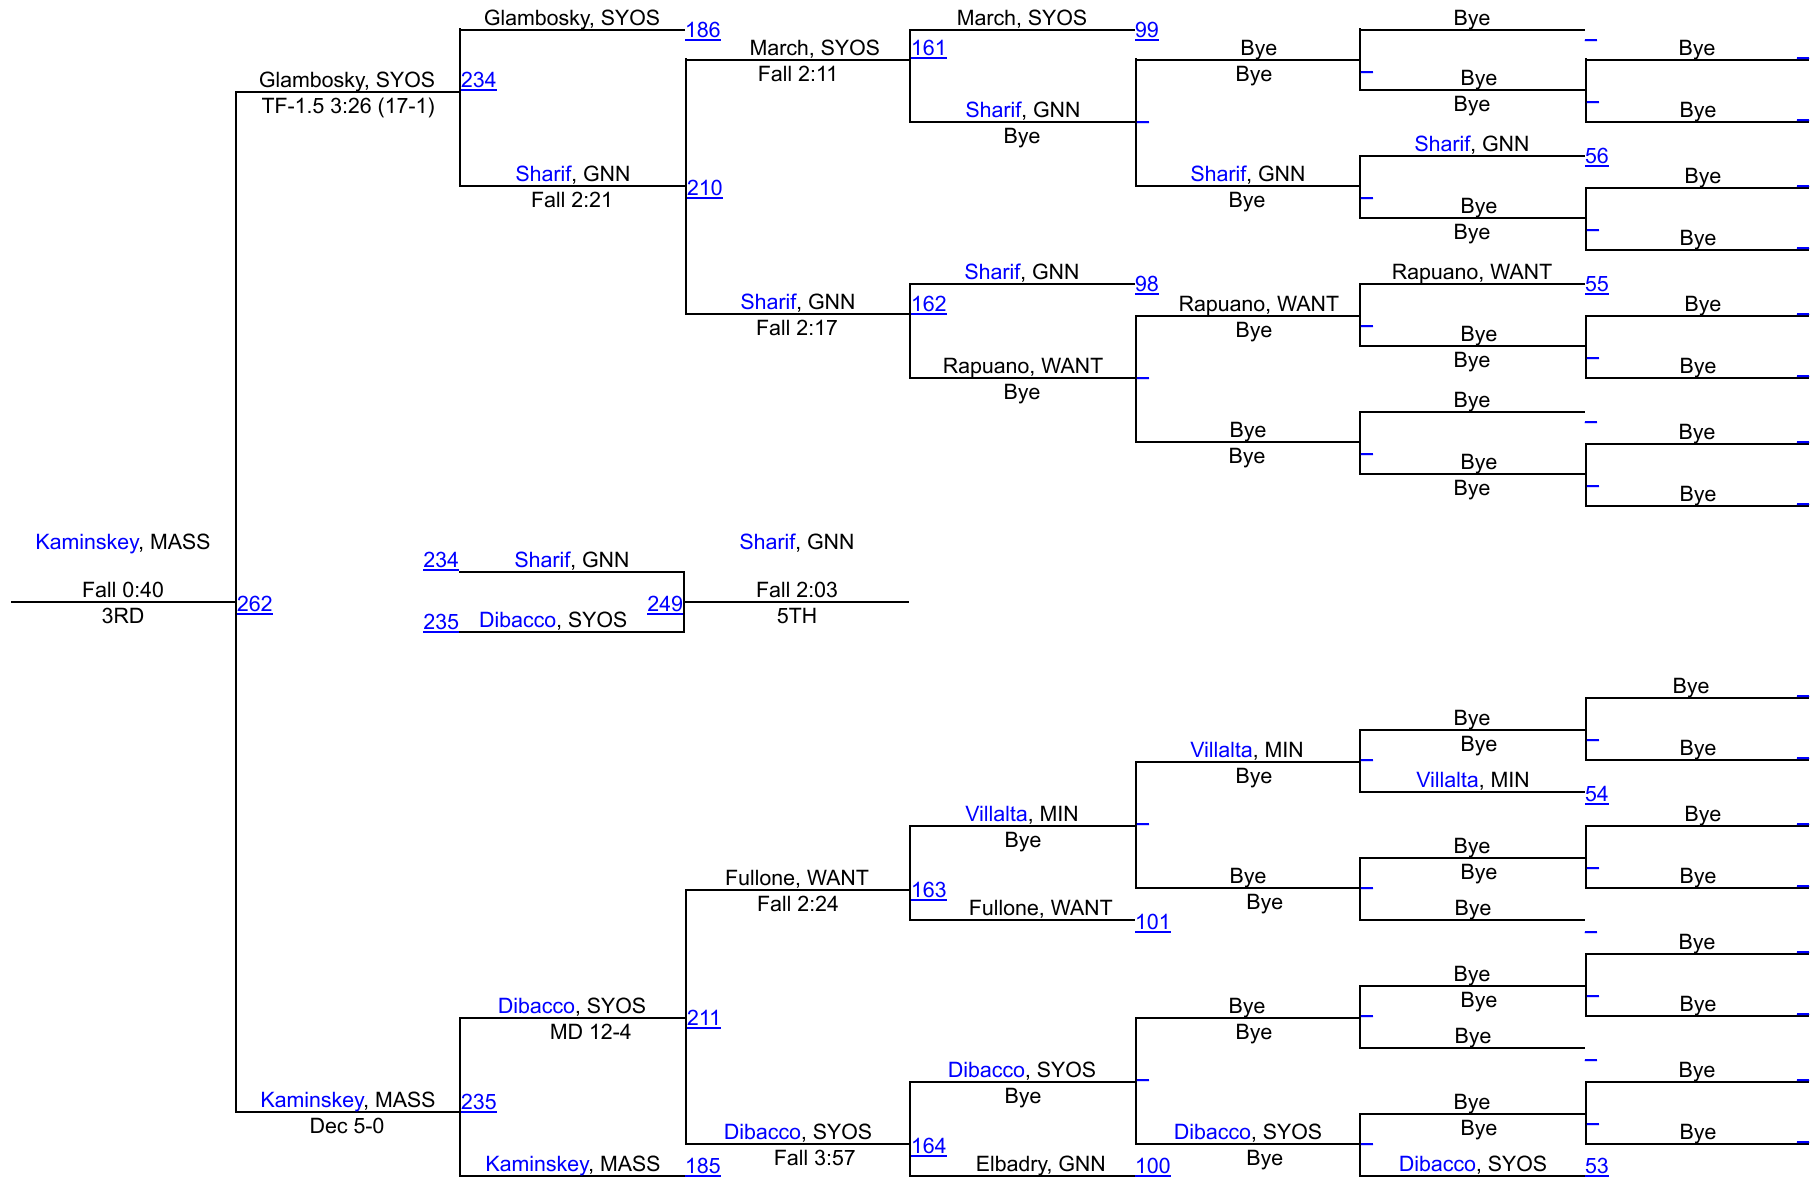 Glambosky, SYOS
186
March, SYOS
99
Bye
March, SYOS
Fall 2:11
161
Bye
Bye
Bye
Glambosky, SYOS
TF-1.5 3:26 (17-1)
234
Bye
Bye
Sharif, GNN
Bye
Bye
Sharif, GNN
56
Sharif, GNN
Fall 2:21
210
Sharif, GNN
Bye
Bye
Bye
Bye
Bye
Sharif, GNN
98
Rapuano, WANT
55
Sharif, GNN
Fall 2:17
162
Rapuano, WANT
Bye
Bye
Bye
Bye
Rapuano, WANT
Bye
Bye
Bye
Bye
Bye
Bye
Bye
Bye
Bye
Kaminskey, MASS
Fall 0:40
3RD
262
234
Sharif, GNN
Sharif, GNN
235
Dibacco, SYOS
249
Fall 2:03
5TH
Bye
Bye
Bye
Villalta, MIN
Bye
Bye
Villalta, MIN
54
Villalta, MIN
Bye
Bye
Bye
Bye
Fullone, WANT
Fall 2:24
163
Bye
Bye
Bye
Fullone, WANT
101
Bye
Bye
Bye
Bye
Dibacco, SYOS
MD 12-4
211
Bye
Bye
Bye
Bye
Dibacco, SYOS
Bye
Bye
Kaminskey, MASS
Dec 5-0
235
Bye
Bye
Dibacco, SYOS
Fall 3:57
164
Dibacco, SYOS
Bye
Bye
Kaminskey, MASS
185
Elbadry, GNN
100
Dibacco, SYOS
53